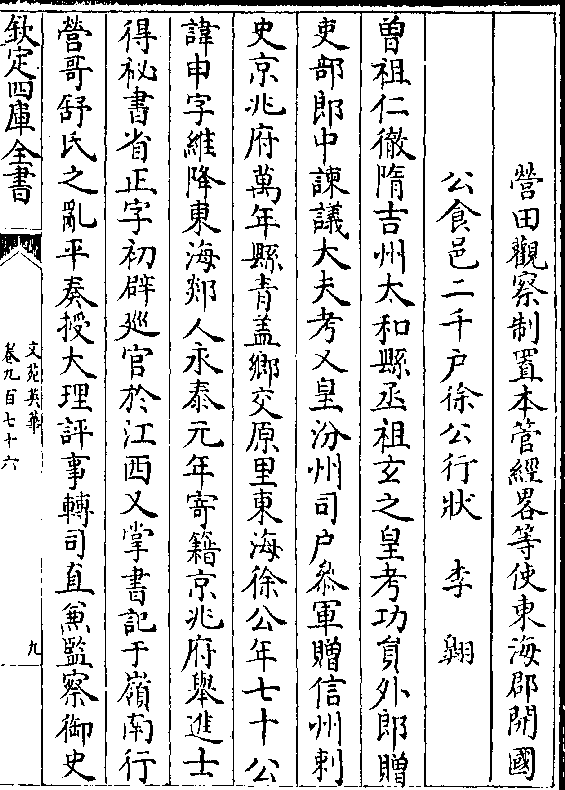 營田觀察制置本管經畧等使東海郡開國
公食邑二千户徐公行狀　李　翺
曾祖仁徹隋吉州太和縣丞祖玄之皇考功貟外郎贈
吏部郎中諫議大夫考乂皇汾州司户叅軍贈信州刺
史京兆府萬年縣青盖鄉交原里東海徐公年七十公
諱申字維降東海郯人永泰元年寄籍京兆府舉進士
得祕書省正字初辟廵官於江西又掌書記于嶺南行
營哥舒氏之亂平奏授大理評事轉司直兼監察御史
欽定四庫全書
文苑英華
卷九百七十六
九